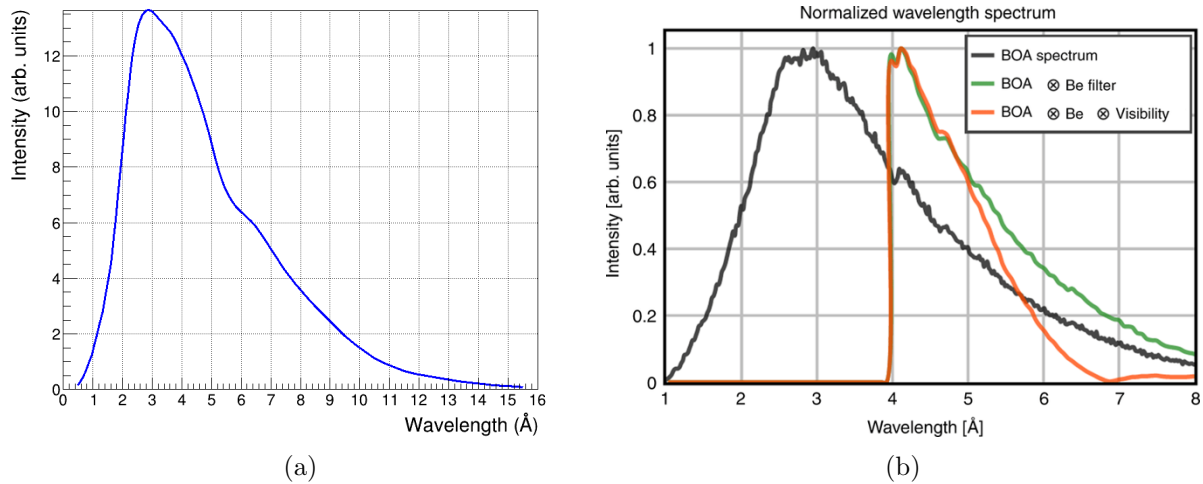 Intensity (arb. units)
12
10
8
6
4
2
0
0 1 2 3 4 5 6 7 8 9 10 11 12 13 14 15 16
Wavelength (Å)
(a)
Normalized wavelength spectrum
Intensity [arb. units]
1
0.8
0.6
0.4
0.2
0
BOA spectrum
BOA ⊗ Be filter
BOA ⊗ Be ⊗ Visibility
1 2 3 4 5 6 7 8
Wavelength [Å]
(b)